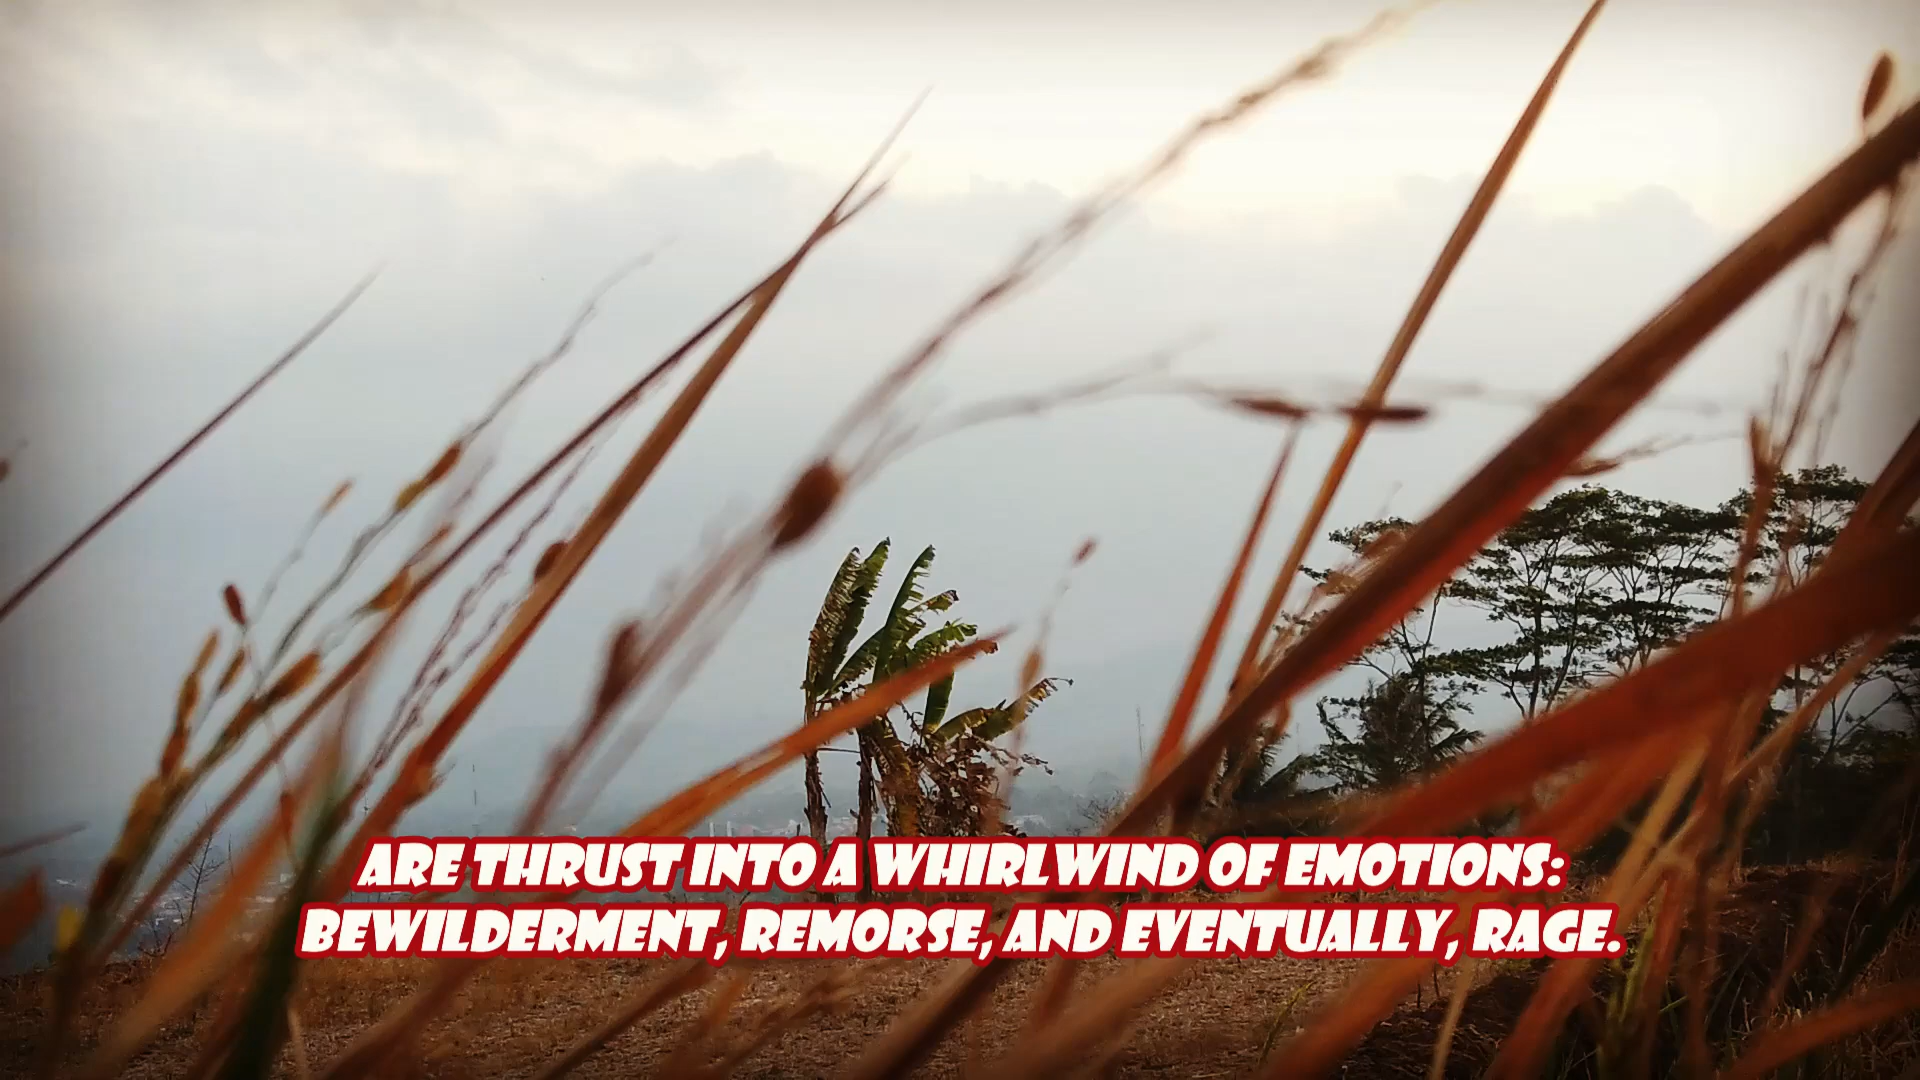 ARE THRUST INTO A WHIRLWIND OF EMOTIONS:
BEWILDERMENT, REMORSE, AND EVENTUALLY, RAGE.